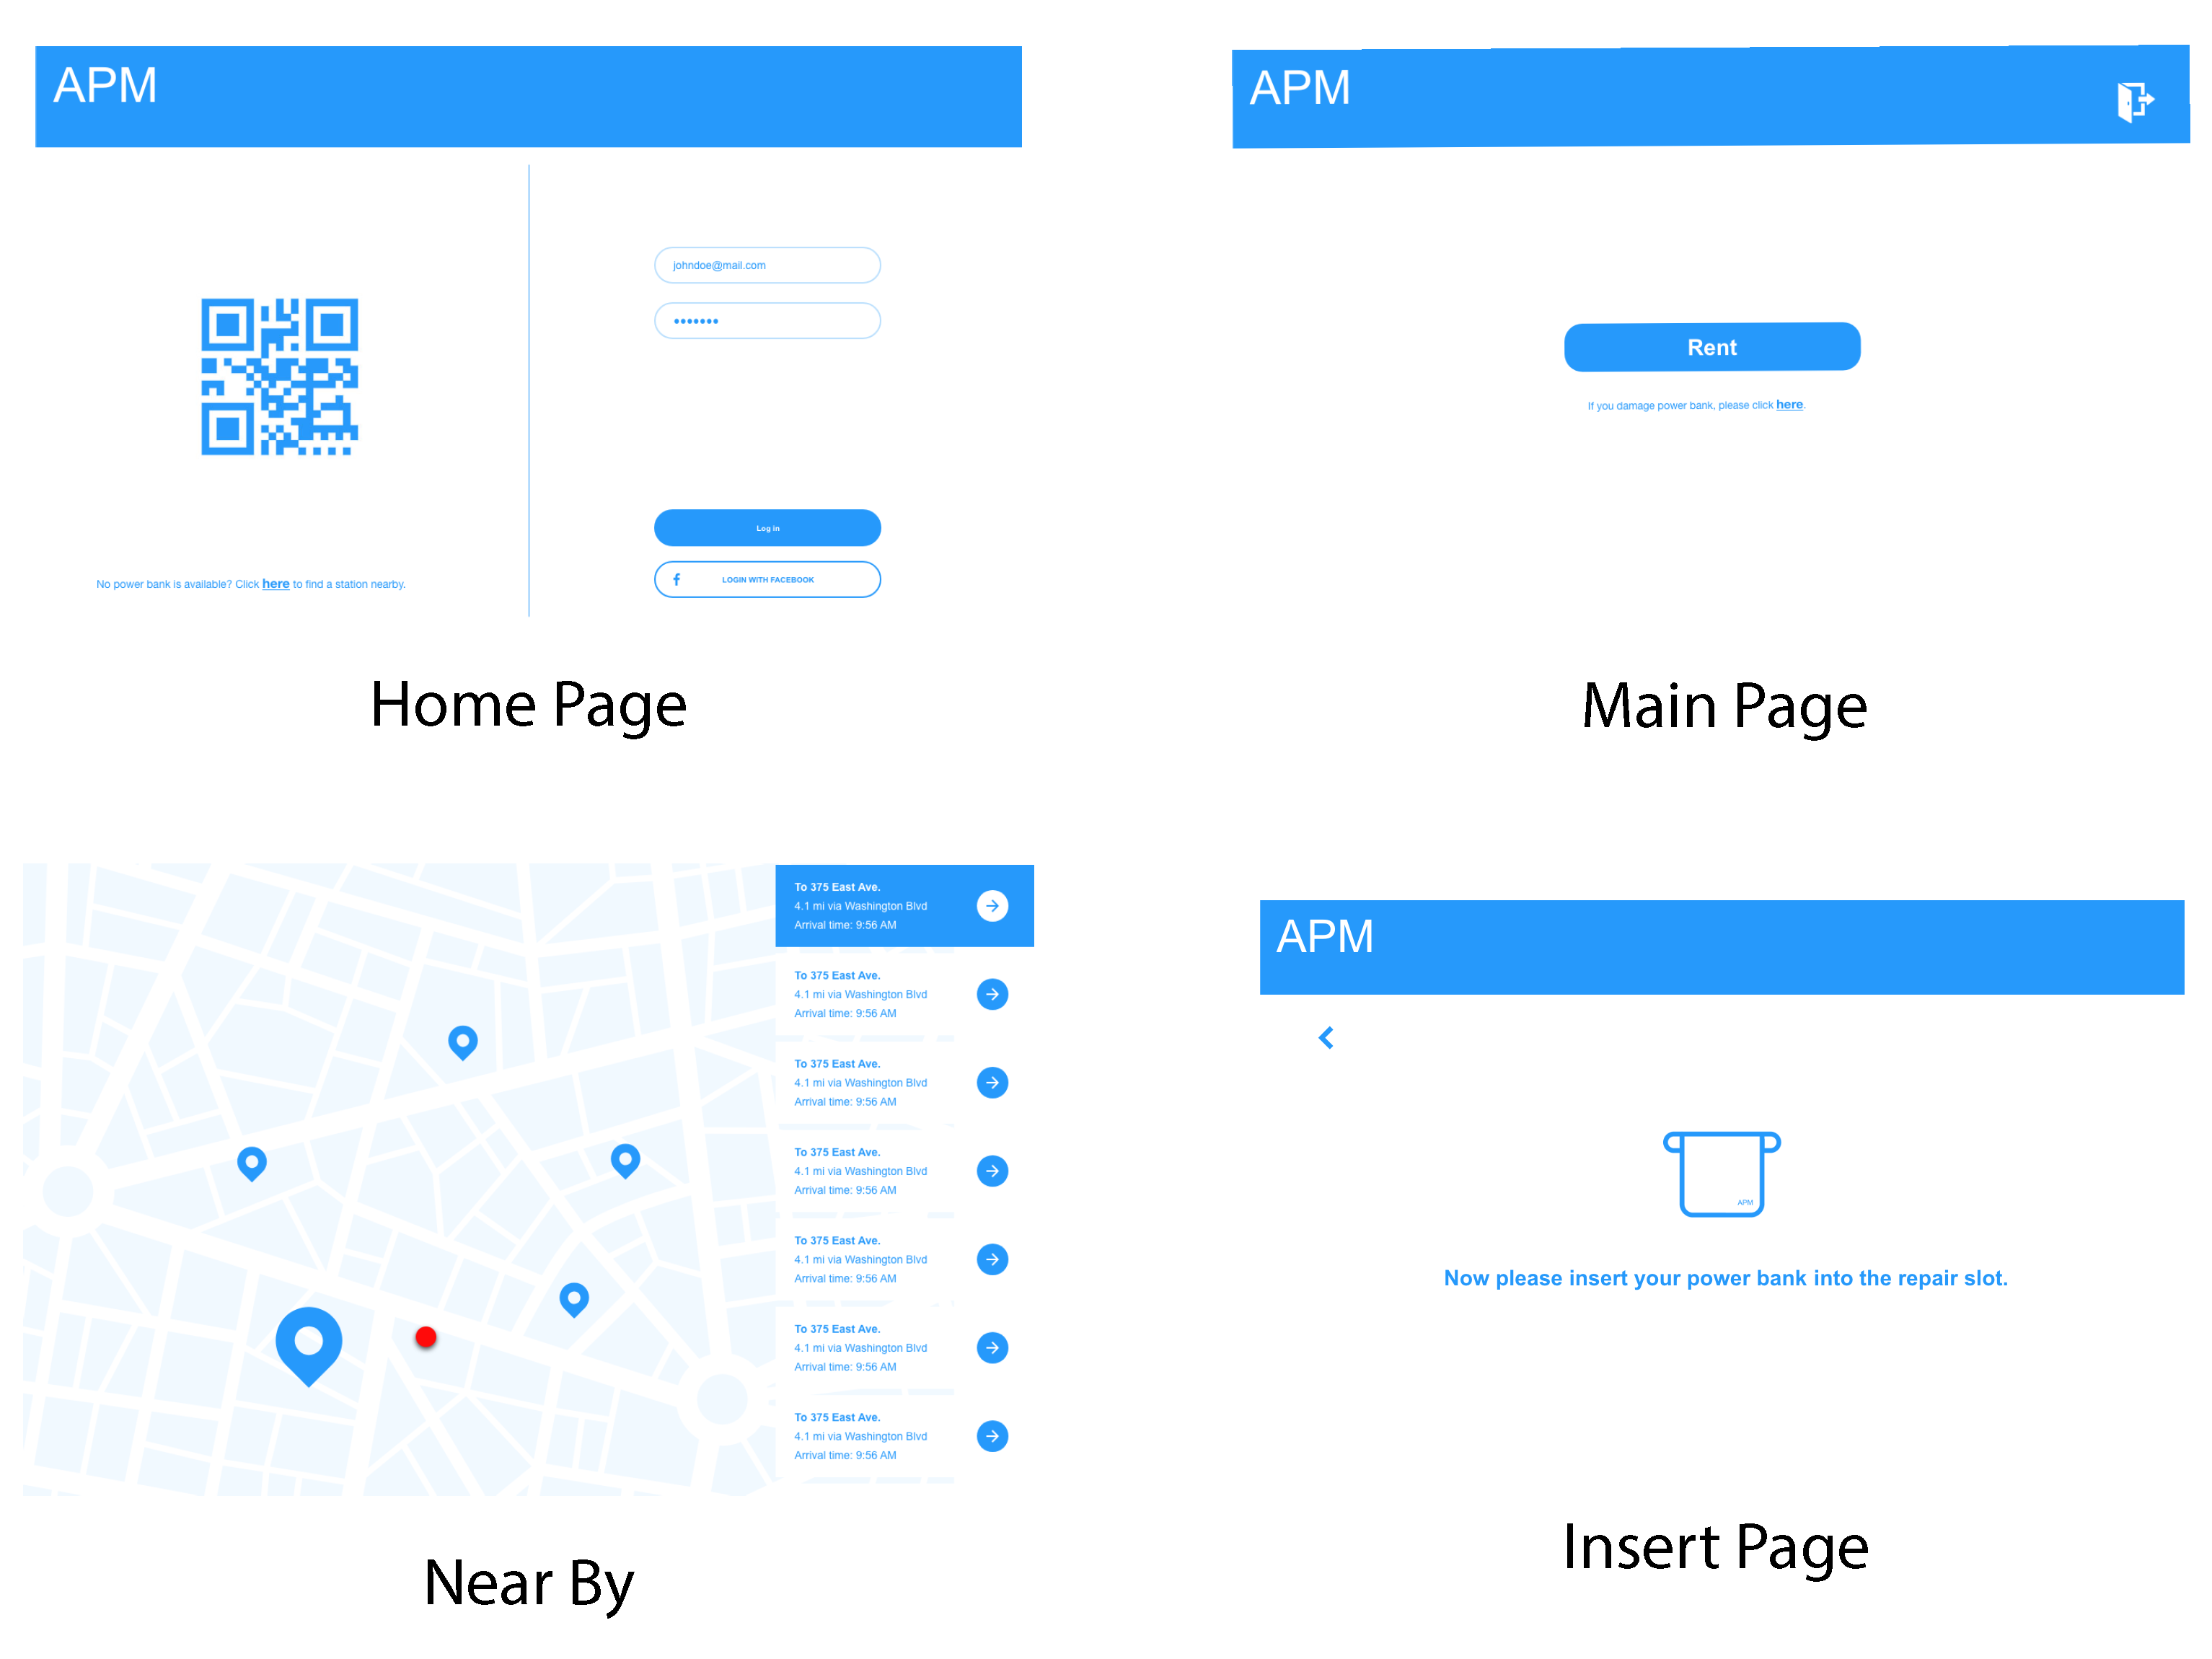 APM
johndoe@mail.com
•••••••
Log in
LOGIN WITH FACEBOOK
No power bank is available? Click here to find a station nearby.
Home Page
APM
Rent
If you damage power bank, please click here.
Main Page
To 375 East Ave.
4.1 mi via Washington Blvd
Arrival time: 9:56 AM
To 375 East Ave.
4.1 mi via Washington Blvd
Arrival time: 9:56 AM
To 375 East Ave.
4.1 mi via Washington Blvd
Arrival time: 9:56 AM
To 375 East Ave.
4.1 mi via Washington Blvd
Arrival time: 9:56 AM
To 375 East Ave.
4.1 mi via Washington Blvd
Arrival time: 9:56 AM
To 375 East Ave.
4.1 mi via Washington Blvd
Arrival time: 9:56 AM
To 375 East Ave.
4.1 mi via Washington Blvd
Arrival time: 9:56 AM
Near By
APM
APM
Now please insert your power bank into the repair slot.
Insert Page